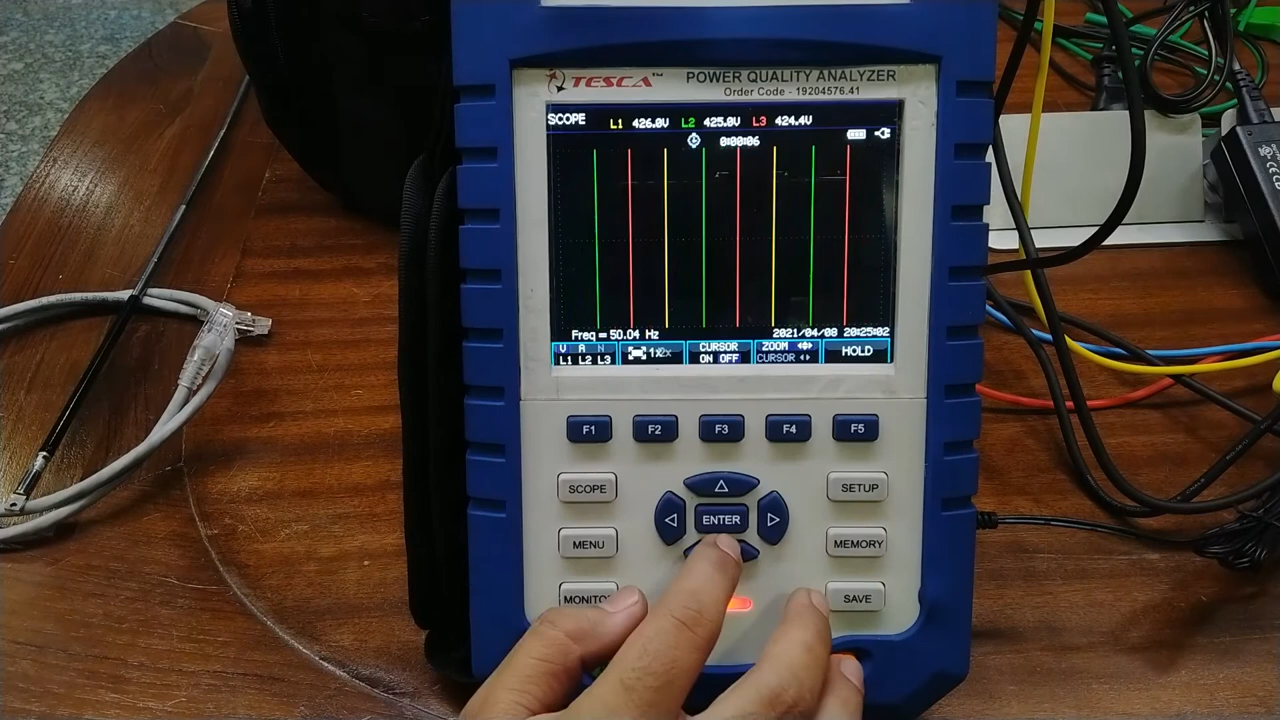 TESCA™ POWER QUALITY ANALYZER
Order Code - 19204576.41
SCOPE L1 426.0V L2 425.0V L3 424.4V
0:00:06
Freq = 50.04 Hz 2021/04/08 20:25:02
V A N 1x2x CURSOR ZOOM HOLD
L1 L2 L3 ON OFF CURSOR
F1 F2 F3 F4 F5
SCOPE SETUP
ENTER
MENU MEMORY
SAVE